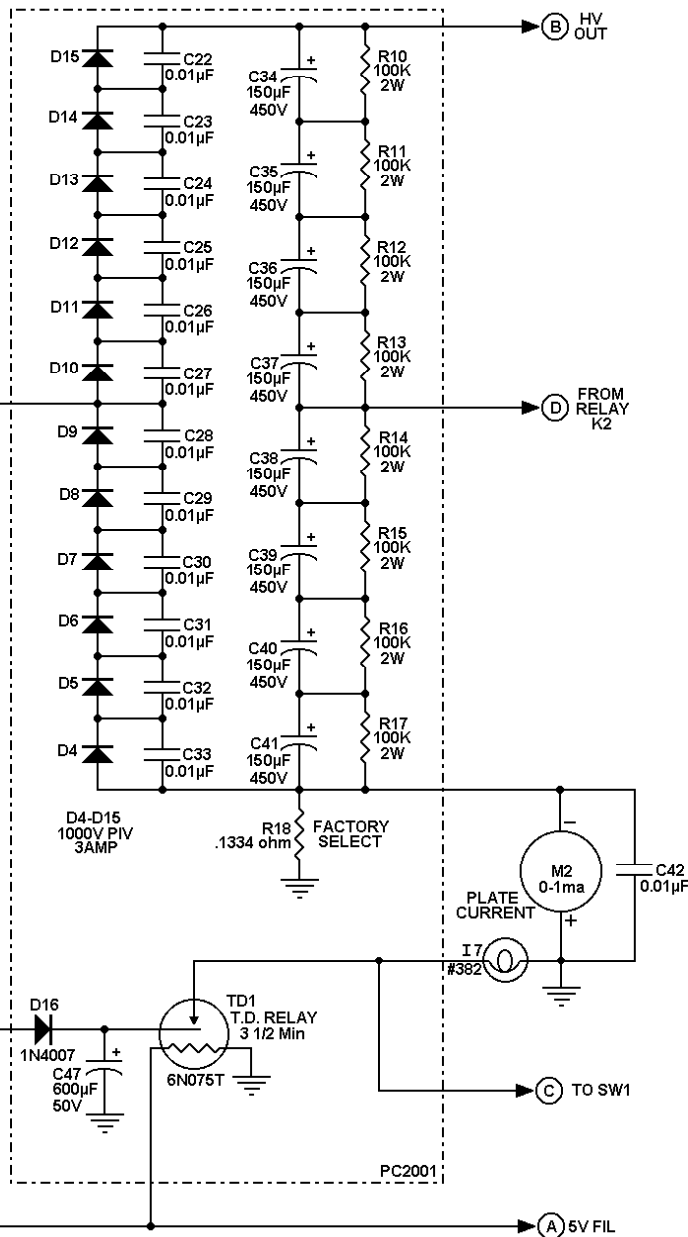 B
HV
OUT
D15
C22
0.01µF
C34
150µF
450V
+
R10
100K
2W
D14
C23
0.01µF
D13
C24
0.01µF
C35
150µF
450V
+
R11
100K
2W
D12
C25
0.01µF
C36
150µF
450V
+
R12
100K
2W
D11
C26
0.01µF
D10
C27
0.01µF
C37
150µF
450V
+
R13
100K
2W
D
FROM
RELAY
K2
D9
C28
0.01µF
C38
150µF
450V
+
R14
100K
2W
D8
C29
0.01µF
D7
C30
0.01µF
C39
150µF
450V
+
R15
100K
2W
D6
C31
0.01µF
C40
150µF
450V
+
R16
100K
2W
D5
C32
0.01µF
D4
C33
0.01µF
C41
150µF
450V
+
R17
100K
2W
D4-D15
1000V PIV
3AMP
R18
.1334 ohm
FACTORY
SELECT
−
M2
0-1ma
+
PLATE
CURRENT
C42
0.01µF
I7
#382
D16
1N4007
+
C47
600µF
50V
TD1
T.D. RELAY
3 1/2 Min
6N075T
C
TO SW1
PC2001
A
5V FIL